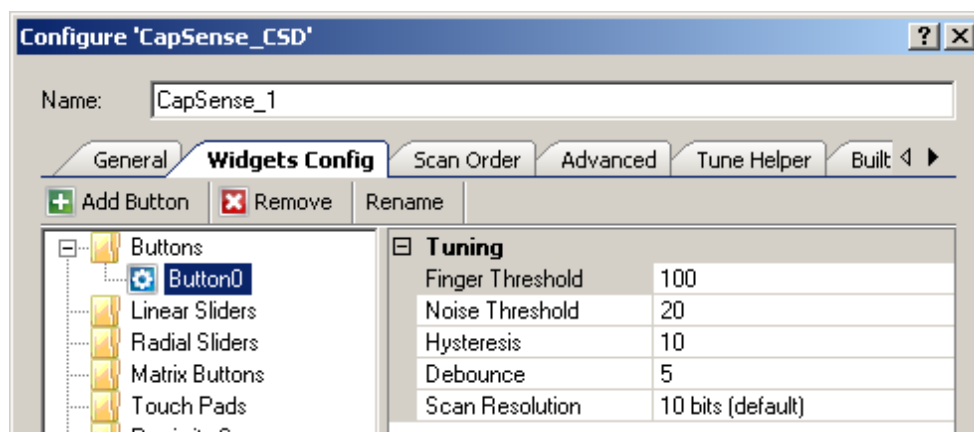 Configure 'CapSense_CSD'
Name: CapSense_1
General Widgets Config Scan Order Advanced Tune Helper Built
Add Button Remove Rename
Buttons
Button0
Linear Sliders
Radial Sliders
Matrix Buttons
Touch Pads
Tuning
Finger Threshold 100
Noise Threshold 20
Hysteresis 10
Debounce 5
Scan Resolution 10 bits (default)